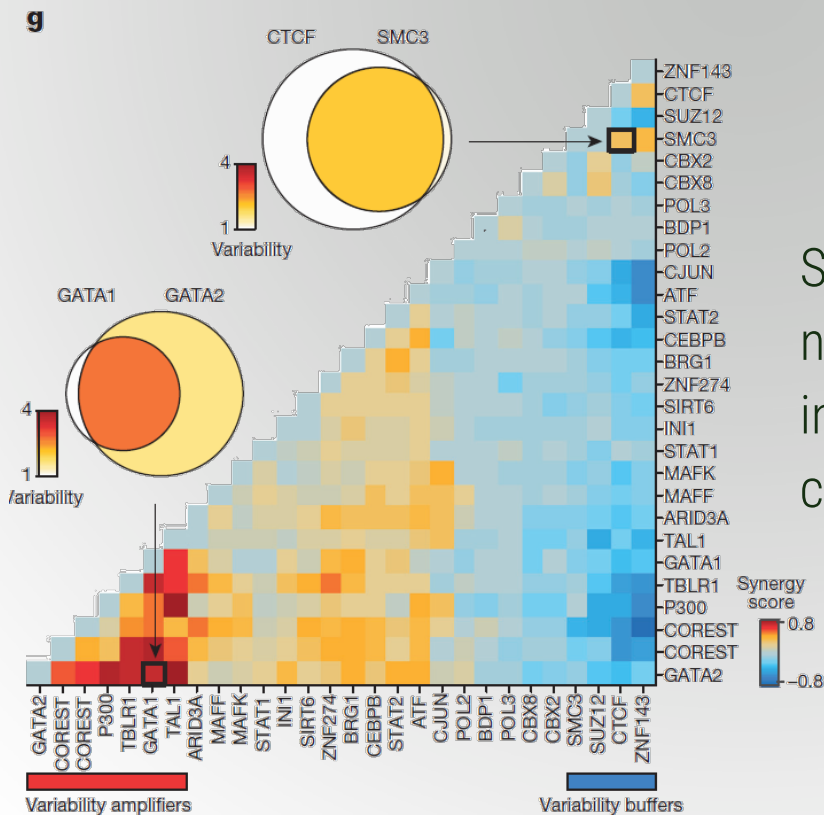 g
CTCF SMC3
4
1
Variability
GATA1 GATA2
4
1
Variability
ZNF143
CTCF
SUZ12
SMC3
CBX2
CBX8
POL3
BDP1
POL2
CJUN
ATF
STAT2
CEBPB
BRG1
ZNF274
SIRT6
INI1
STAT1
MAFK
MAFF
ARID3A
TAL1
GATA1
TBLR1
P300
COREST
COREST
GATA2
Synergy
score
0.8
−0.8
GATA2 COREST COREST P300 TBLR1 GATA1 TAL1 ARID3A MAFF MAFK STAT1 INI1 SIRT6 ZNF274 BRG1 CEBPB STAT2 ATF CJUN POL2 BDP1 POL3 CBX8 CBX2 SMC3 SUZ12 CTCF ZNF143
Variability amplifiers Variability buffers
S
n
in
c